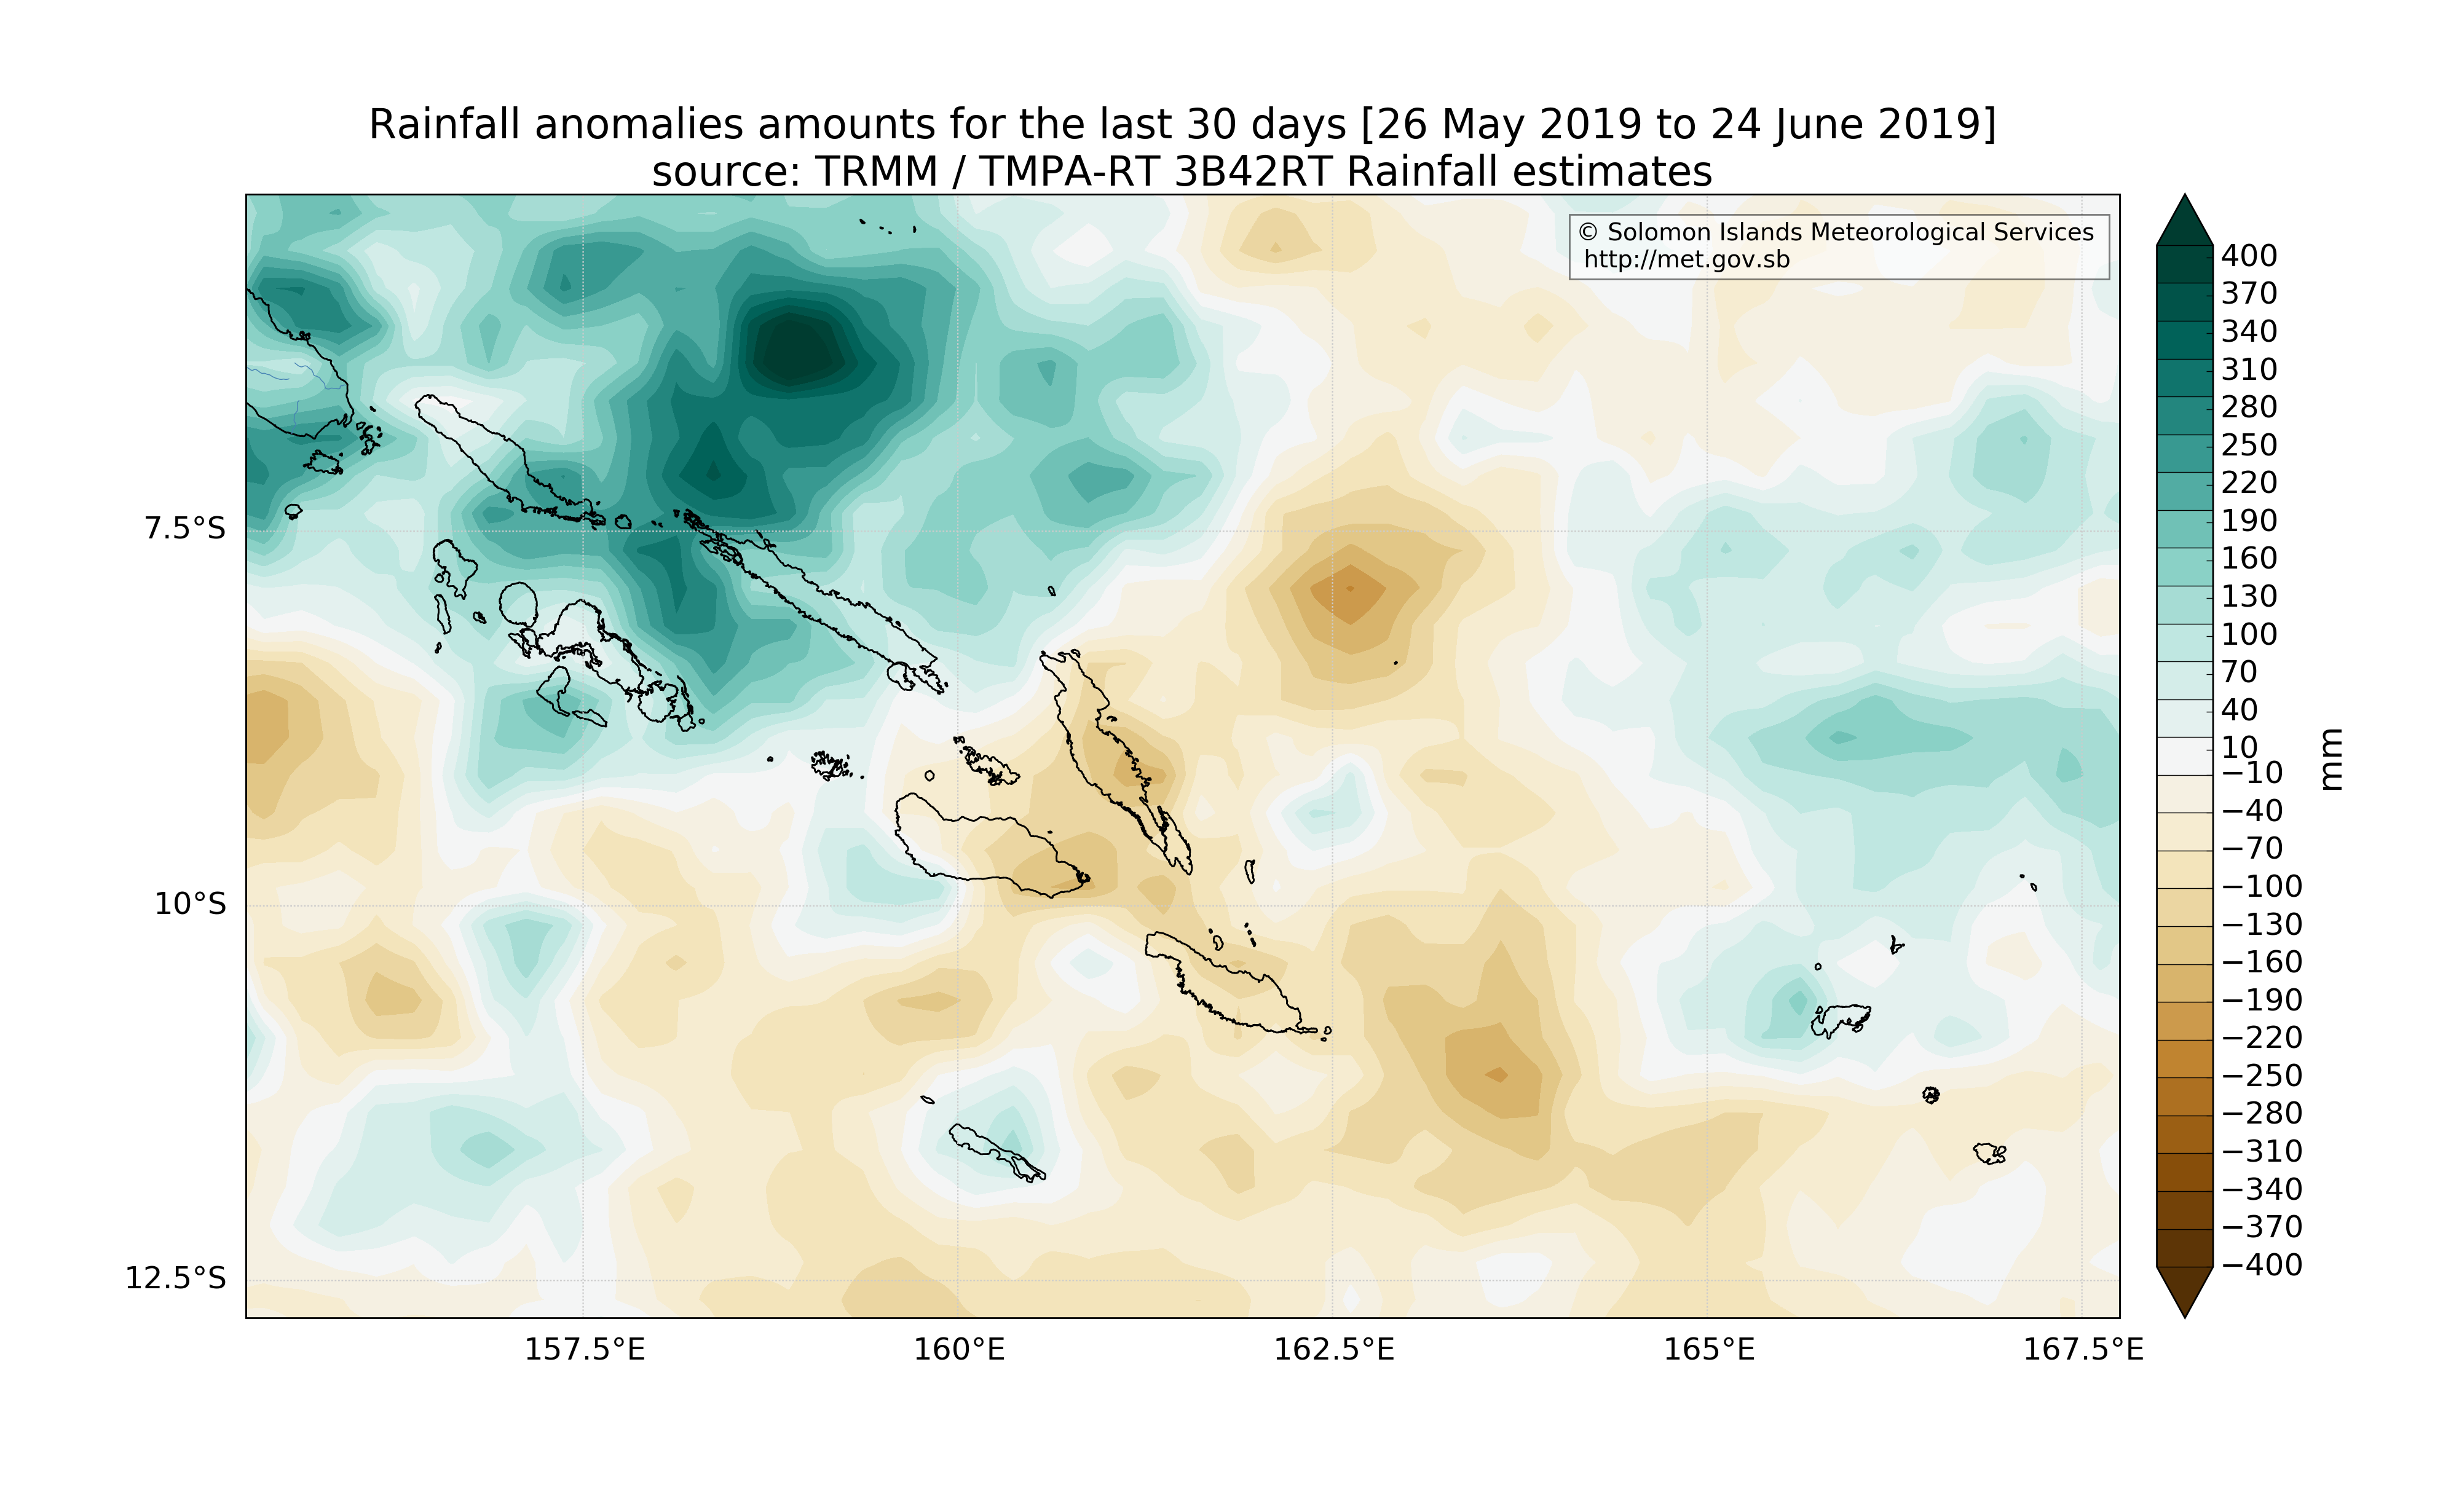 Rainfall anomalies amounts for the last 30 days [26 May 2019 to 24 June 2019]
source: TRMM / TMPA-RT 3B42RT Rainfall estimates
© Solomon Islands Meteorological Services
http://met.gov.sb
7.5°S
10°S
12.5°S
157.5°E
160°E
162.5°E
165°E
167.5°E
400
370
340
310
280
250
220
190
160
130
100
70
40
10
−10
−40
−70
−100
−130
−160
−190
−220
−250
−280
−310
−340
−370
−400
mm